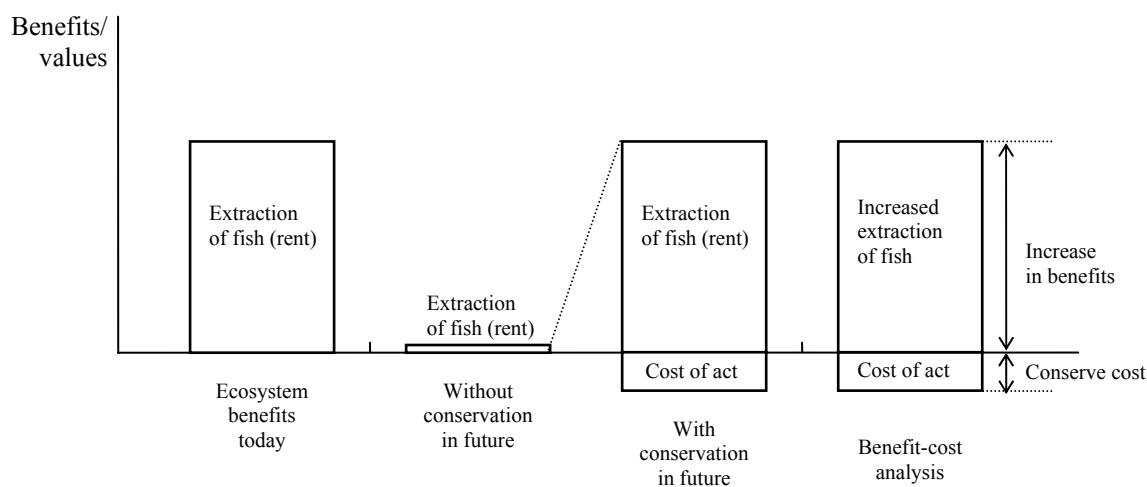 Benefits/
values
Extraction
of fish (rent)
Extraction
of fish (rent)
Extraction
of fish (rent)
Increased
extraction
of fish
Increase
in benefits
Cost of act
Cost of act
Conserve cost
Ecosystem
benefits
today
Without
conservation
in future
With
conservation
in future
Benefit-cost
analysis